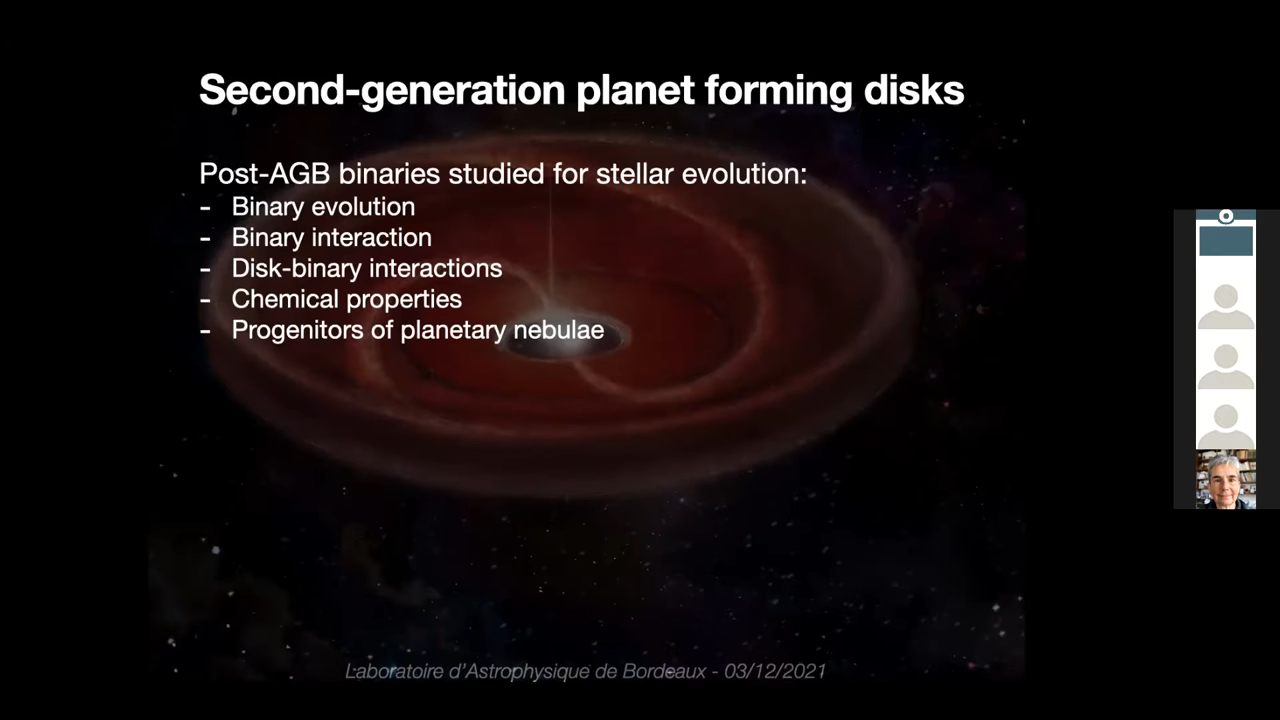 Second-generation planet forming disks
Post-AGB binaries studied for stellar evolution:
- Binary evolution
- Binary interaction
- Disk-binary interactions
- Chemical properties
- Progenitors of planetary nebulae
Laboratoire d'Astrophysique de Bordeaux - 03/12/2021